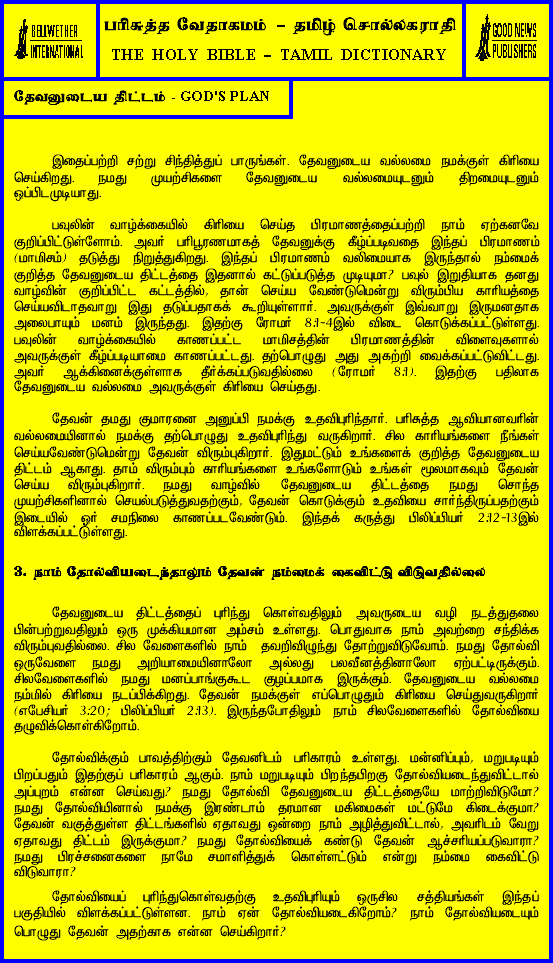 BELLWETHER
INTERNATIONAL
பரிசுத்த வேதாகமம் – தமிழ் சொல்லகராதி
THE HOLY BIBLE – TAMIL DICTIONARY
GOOD NEWS
PUBLISHERS
தேவனுடைய திட்டம் - GOD'S PLAN
இதைப்பற்றி சற்று சிந்தித்துப் பாருங்கள். தேவனுடைய வல்லமை நமக்குள் கிரியை
செய்கிறது. நமது முயற்சிகளை தேவனுடைய வல்லமையுடனும் திறமையுடனும்
ஒப்பிடமுடியாது.
பவுலின் வாழ்க்கையில் கிரியை செய்த பிரமாணத்தைப்பற்றி நாம் ஏற்கனவே
குறிப்பிட்டுள்ளோம். அவர் பரிபூரணமாகத் தேவனுக்கு கீழ்ப்படிவதை இந்தப் பிரமாணம்
(மாமிசம்) தடுத்து நிறுத்துகிறது. இந்தப் பிரமாணம் வலிமையாக இருந்தால் நம்மைக்
குறித்த தேவனுடைய திட்டத்தை இதனால் கட்டுப்படுத்த முடியுமா? பவுல் இறுதியாக தனது
வாழ்வின் குறிப்பிட்ட கட்டத்தில், தான் செய்ய வேண்டுமென்று விரும்பிய காரியத்தை
செய்யவிடாதவாறு இது தடுப்பதாகக் கூறியுள்ளார். அவருக்குள் இவ்வாறு இருமனதாக
அலைபாயும் மனம் இருந்தது. இதற்கு ரோமர் 8:1-4இல் விடை கொடுக்கப்பட்டுள்ளது.
பவுலின் வாழ்க்கையில் காணப்பட்ட மாமிசத்தின் பிரமாணத்தின் விளைவுகளால்
அவருக்குள் கீழ்ப்படியாமை காணப்பட்டது. தற்பொழுது அது அகற்றி வைக்கப்பட்டுவிட்டது.
அவர் ஆக்கினைக்குள்ளாக தீர்க்கப்படுவதில்லை (ரோமர் 8:1). இதற்கு பதிலாக
தேவனுடைய வல்லமை அவருக்குள் கிரியை செய்தது.
தேவன் தமது குமாரனை அனுப்பி நமக்கு உதவிபுரிந்தார். பரிசுத்த ஆவியானவரின்
வல்லமையினால் நமக்கு தற்பொழுது உதவிபுரிந்து வருகிறார். சில காரியங்களை நீங்கள்
செய்யவேண்டுமென்று தேவன் விரும்புகிறார். இதுமட்டும் உங்களைக் குறித்த தேவனுடைய
திட்டம் ஆகாது. தாம் விரும்பும் காரியங்களை உங்களோடும் உங்கள் மூலமாகவும் தேவன்
செய்ய விரும்புகிறார். நமது வாழ்வில் தேவனுடைய திட்டத்தை நமது சொந்த
முயற்சிகளினால் செயல்படுத்துவதற்கும், தேவன் கொடுக்கும் உதவியை சார்ந்திருப்பதற்கும்
இடையில் ஓர் சமநிலை காணப்படவேண்டும். இந்தக் கருத்து பிலிப்பியர் 2:12-13இல்
விளக்கப்பட்டுள்ளது.
3. நாம் தோல்வியடைந்தாலும் தேவன் நம்மைக் கைவிட்டு விடுவதில்லை
தேவனுடைய திட்டத்தைப் புரிந்து கொள்வதிலும் அவருடைய வழி நடத்துதலை
பின்பற்றுவதிலும் ஒரு முக்கியமான அம்சம் உள்ளது. பொதுவாக நாம் அவற்றை சந்திக்க
விரும்புவதில்லை. சில வேளைகளில் நாம் தவறிவிழுந்து தோற்றுவிடுவோம். நமது தோல்வி
ஒருவேளை நமது அறியாமையினாலோ அல்லது பலவீனத்தினாலோ ஏற்பட்டிருக்கும்.
சிலவேளைகளில் நமது மனப்பாங்குகூட குழப்பமாக இருக்கும். தேவனுடைய வல்லமை
நம்மில் கிரியை நடப்பிக்கிறது. தேவன் நமக்குள் எப்பொழுதும் கிரியை செய்துவருகிறார்
(எபேசியர் 3:20; பிலிப்பியர் 2:13). இருந்தபோதிலும் நாம் சிலவேளைகளில் தோல்வியை
தழுவிக்கொள்கிறோம்.
தோல்விக்கும் பாவத்திற்கும் தேவனிடம் பரிகாரம் உள்ளது. மன்னிப்பும், மறுபடியும்
பிறப்பதும் இதற்குப் பரிகாரம் ஆகும். நாம் மறுபடியும் பிறந்தபிறகு தோல்வியடைந்துவிட்டால்
அப்புறம் என்ன செய்வது? நமது தோல்வி தேவனுடைய திட்டத்தையே மாற்றிவிடுமோ?
நமது தோல்வியினால் நமக்கு இரண்டாம் தரமான மகிமைகள் மட்டுமே கிடைக்குமா?
தேவன் வகுத்துள்ள திட்டங்களில் ஏதாவது ஒன்றை நாம் அழித்துவிட்டால், அவரிடம் வேறு
ஏதாவது திட்டம் இருக்குமா? நமது தோல்வியைக் கண்டு தேவன் ஆச்சரியப்படுவாரா?
நமது பிரச்சனைகளை நாமே சமாளித்துக் கொள்ளட்டும் என்று நம்மை கைவிட்டு
விடுவாரா?
தோல்வியைப் புரிந்துகொள்வதற்கு உதவிபுரியும் ஒருசில சத்தியங்கள் இந்தப்
பகுதியில் விளக்கப்பட்டுள்ளன. நாம் ஏன் தோல்வியடைகிறோம்? நாம் தோல்வியடையும்
பொழுது தேவன் அதற்காக என்ன செய்கிறார்?